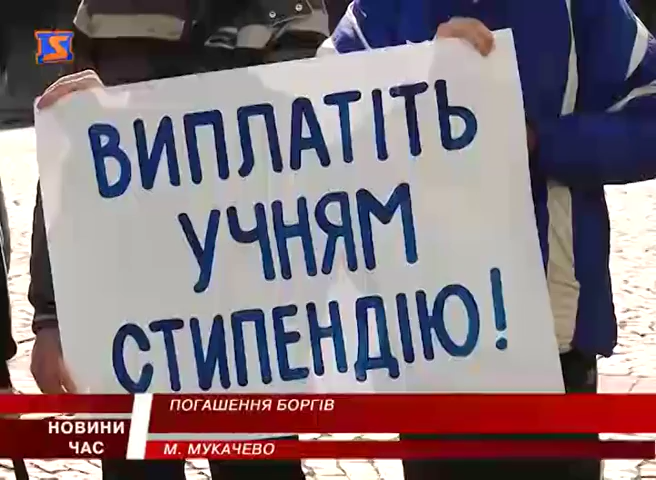 ВИПЛАТІТЬ
УЧНЯМ
СТИПЕНДІЮ!
ПОГАШЕННЯ БОРГІВ
НОВИНИ
ЧАС
М. МУКАЧЕВО